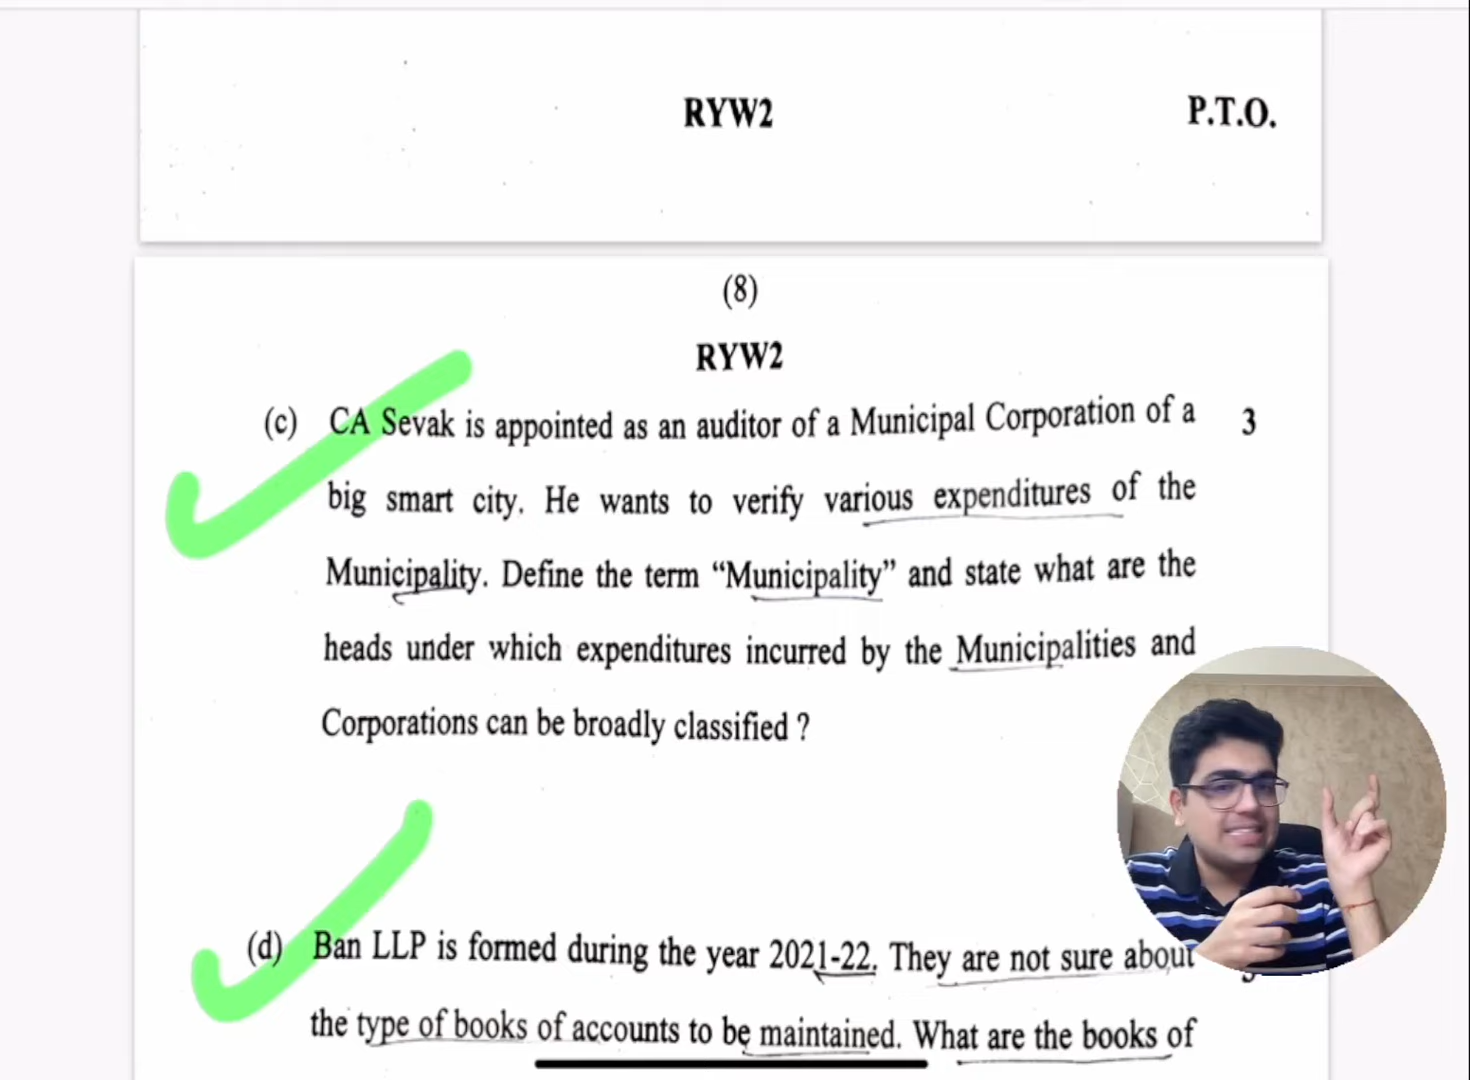 RYW2 P.T.O.
(8)
RYW2
(c) CA Sevak is appointed as an auditor of a Municipal Corporation of a 3
big smart city. He wants to verify various expenditures of the
Municipality. Define the term “Municipality” and state what are the
heads under which expenditures incurred by the Municipalities and
Corporations can be broadly classified ?
(d) Ban LLP is formed during the year 2021-22. They are not sure about
the type of books of accounts to be maintained. What are the books of